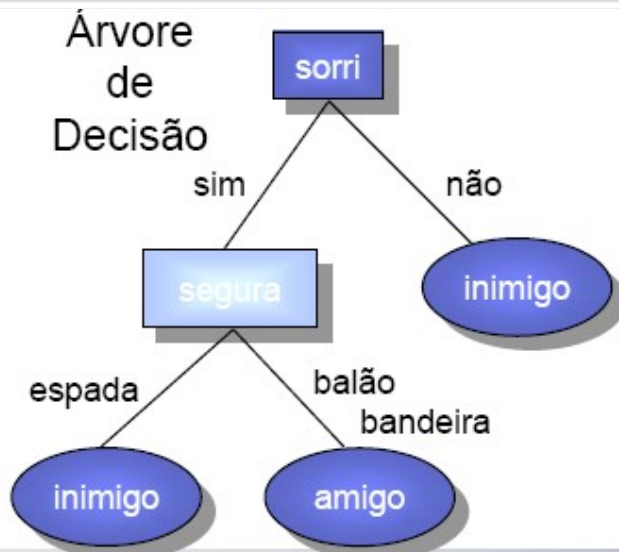 Árvore
de
Decisão
sorri
sim
não
segura
inimigo
espada
balão
bandeira
inimigo
amigo